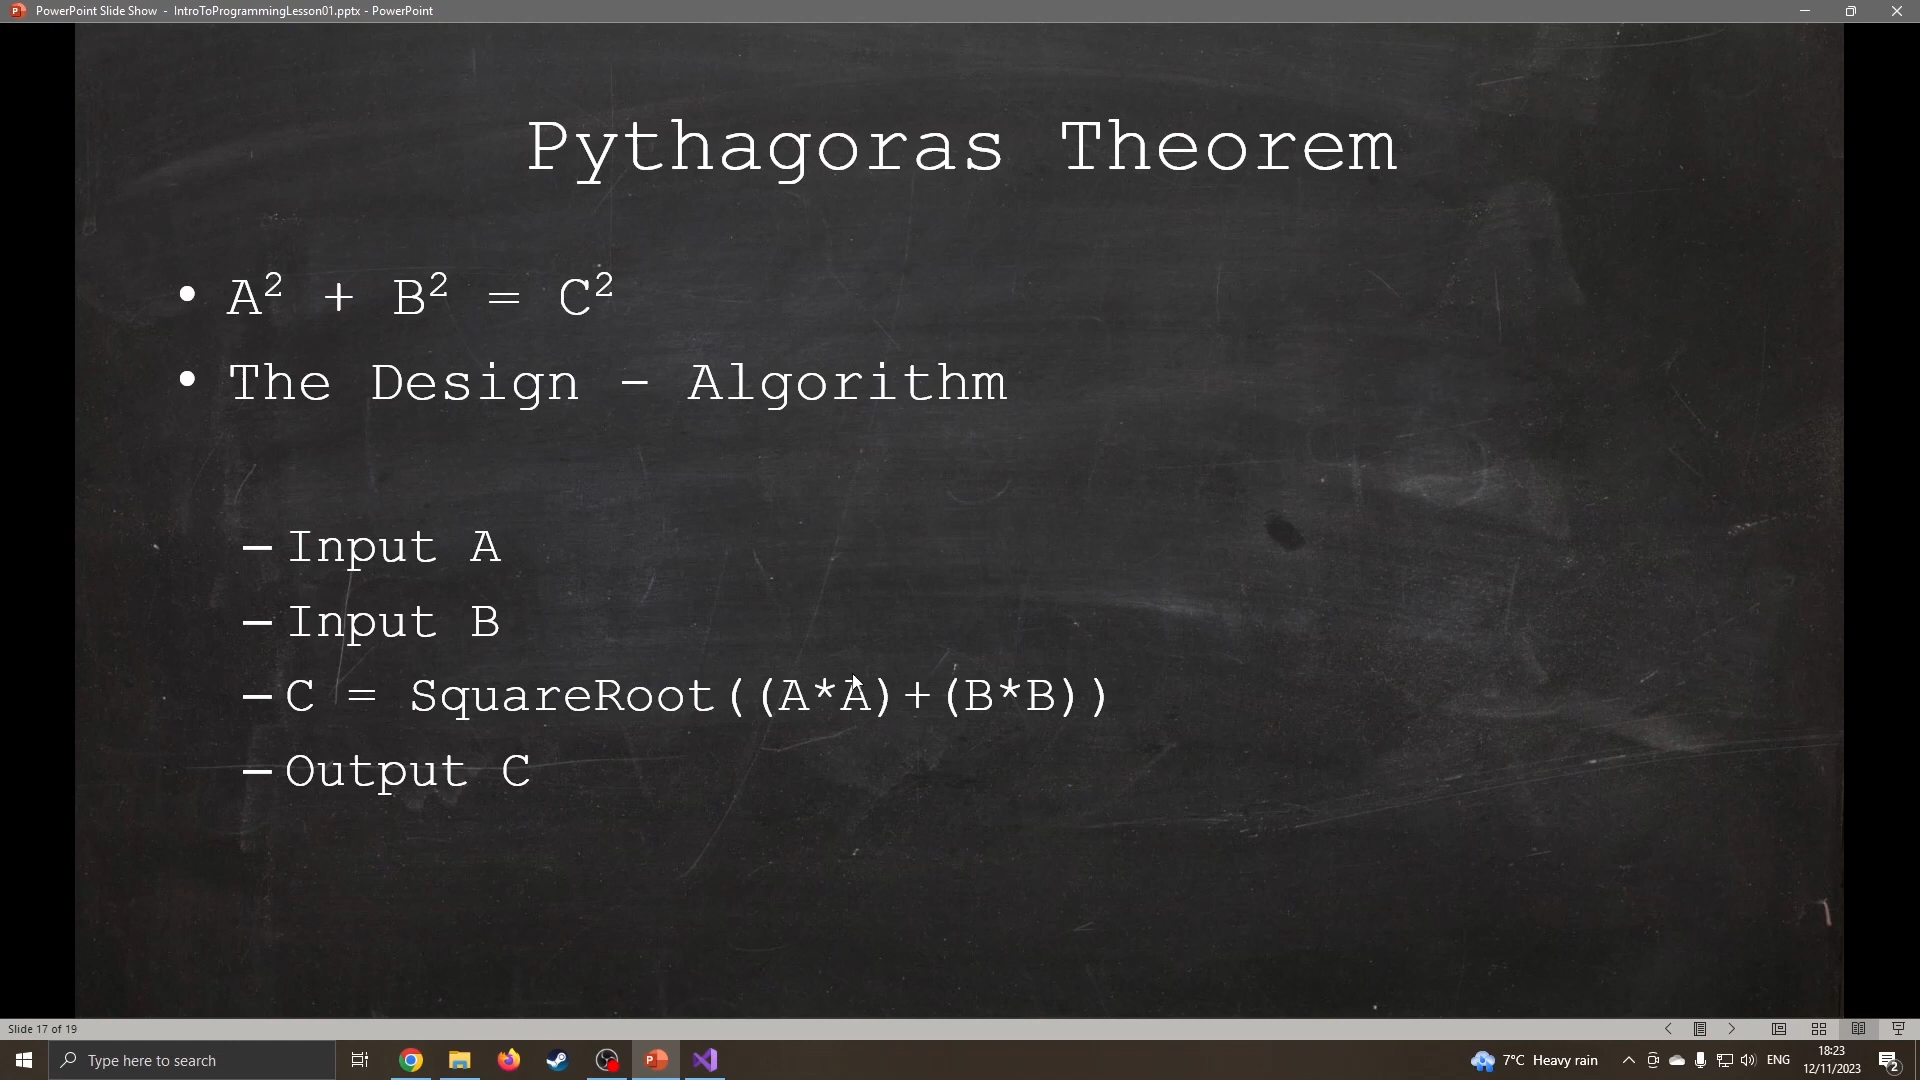 PowerPoint Slide Show - IntroToProgrammingLesson01.pptx - PowerPoint
Pythagoras Theorem
• A² + B² = C²
• The Design – Algorithm
– Input A
– Input B
– C = SquareRoot((A*A)+(B*B))
– Output C
Slide 17 of 19
Type here to search
7°C Heavy rain
ENG
18:23
12/11/2023
2